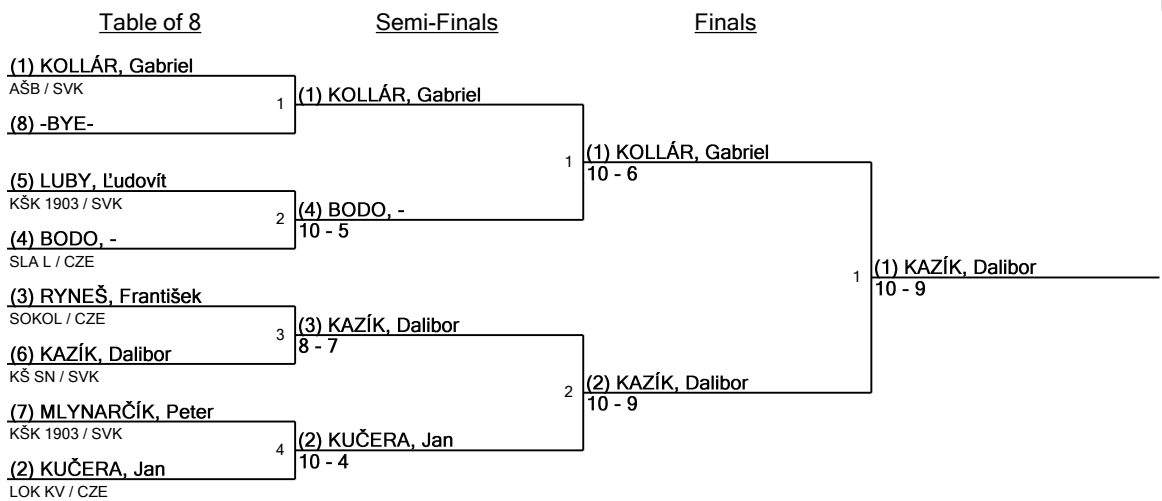 Table of 8
Semi-Finals
Finals
(1) KOLLÁR, Gabriel
AŠB / SVK
1
(8) -BYE-
(1) KOLLÁR, Gabriel
(5) LUBY, Ľudovít
KŠK 1903 / SVK
2
(4) BODO, -
SLA L / CZE
(4) BODO, -
10 - 5
1
(1) KOLLÁR, Gabriel
10 - 6
(3) RYNEŠ, František
SOKOL / CZE
3
(6) KAZÍK, Dalibor
KŠ SN / SVK
(3) KAZÍK, Dalibor
8 - 7
(7) MLYNARČÍK, Peter
KŠK 1903 / SVK
4
(2) KUČERA, Jan
LOK KV / CZE
(2) KUČERA, Jan
10 - 4
2
(2) KAZÍK, Dalibor
10 - 9
1
(1) KAZÍK, Dalibor
10 - 9